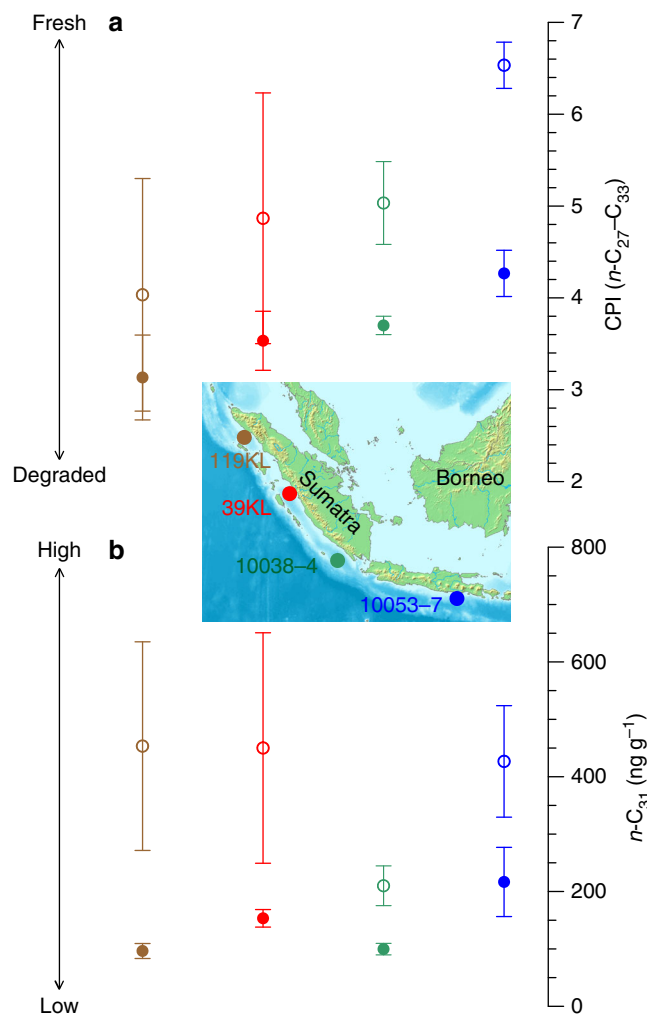 Fresh
a
7
6
5
4
3
2
CPI (n-C₂₇–C₃₃)
Degraded
119KL
39KL
Sumatra
Borneo
10038–4
10053–7
High
b
800
600
400
200
0
n-C₃₁ (ng g⁻¹)
Low